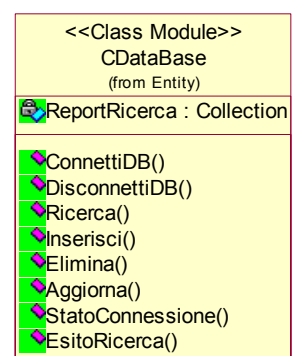 <<Class Module>>
CDataBase
(from Entity)
ReportRicerca : Collection
ConnettiDB()
DisconnettiDB()
Ricerca()
Inserisci()
Elimina()
Aggiorna()
StatoConnessione()
EsitoRicerca()